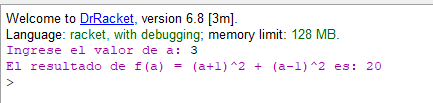 Welcome to DrRacket, version 6.8 [3m].
Language: racket, with debugging; memory limit: 128 MB.
Ingrese el valor de a: 3
El resultado de f(a) = (a+1)^2 + (a-1)^2 es: 20
>